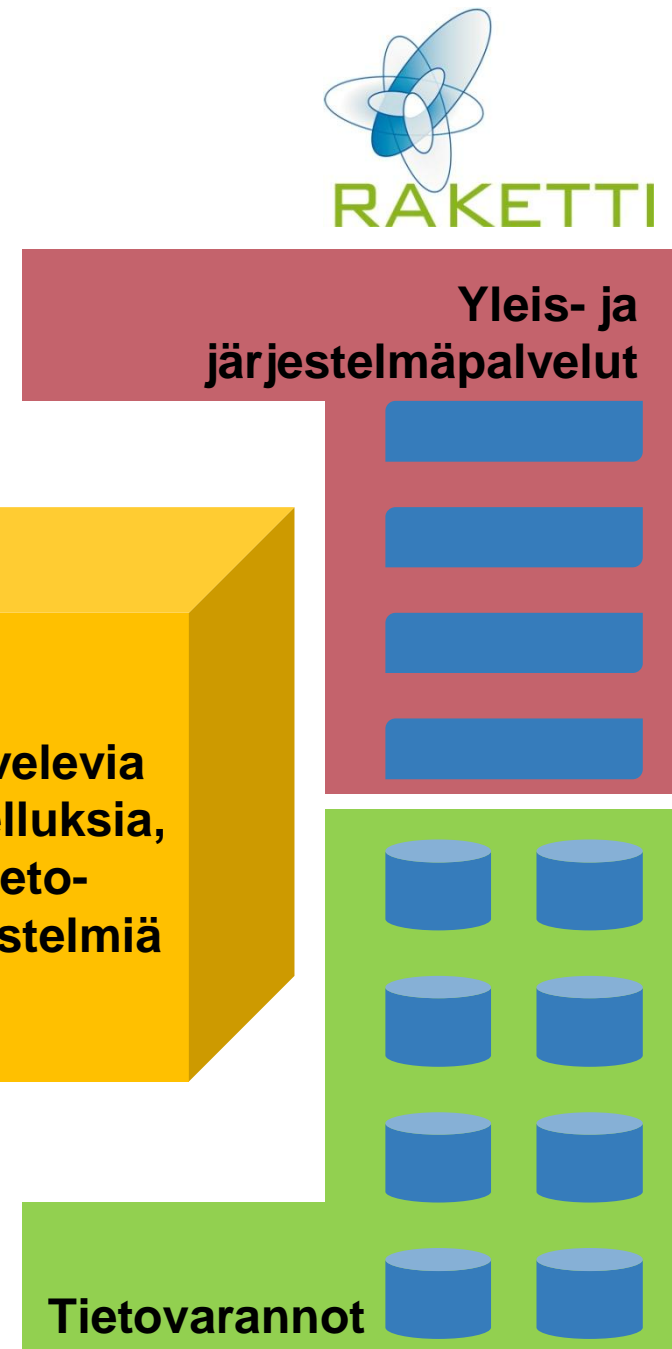 RAKETTI
Yleis- ja
järjestelmäpalvelut
velevia
elluksia,
eto-
stelmiä
Tietovarannot